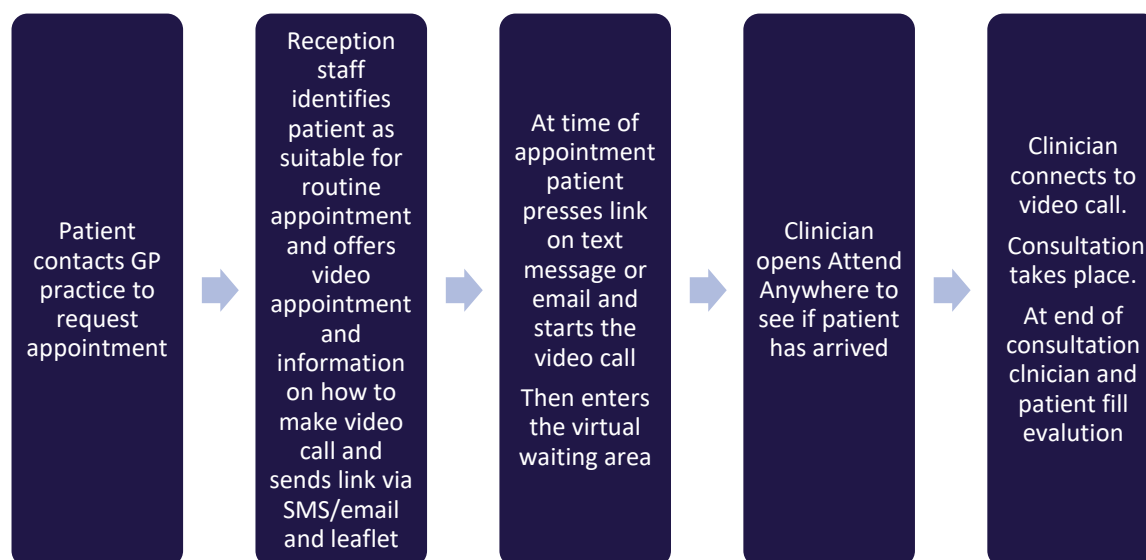 Patient
contacts GP
practice to
request
appointment
Reception
staff
identifies
patient as
suitable for
routine
appointment
and offers
video
appointment
and
information
on how to
make video
call and
sends link via
SMS/email
and leaflet
At time of
appointment
patient
presses link
on text
message or
email and
starts the
video call
Then enters
the virtual
waiting area
Clinician
opens Attend
Anywhere to
see if patient
has arrived
Clinician
connects to
video call.
Consultation
takes place.
At end of
consultation
clnician and
patient fill
evalution